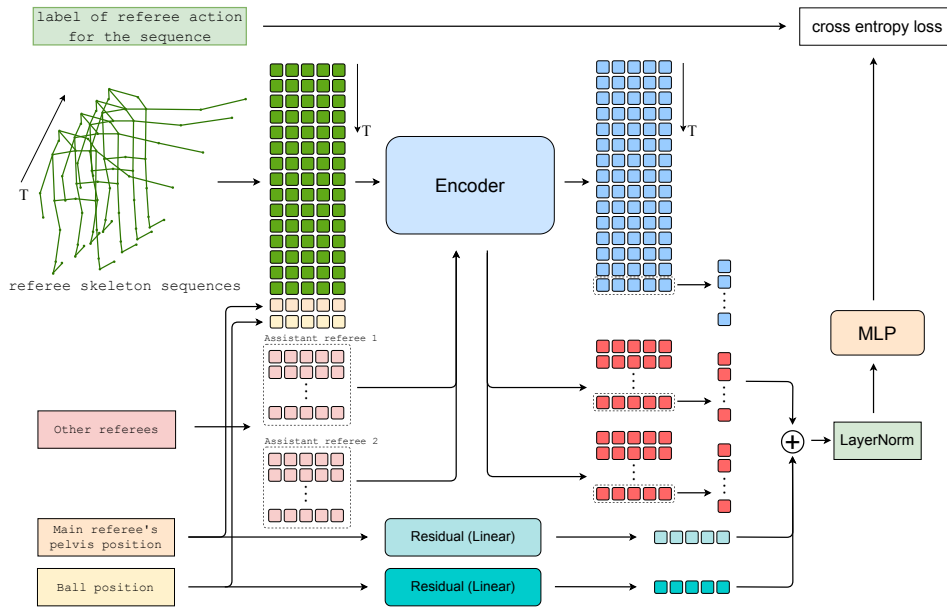 label of referee action
for the sequence
cross entropy loss
T
T
T
Encoder
referee skeleton sequences
Assistant referee 1
MLP
Other referees
Assistant referee 2
LayerNorm
Main referee's
pelvis position
Residual (Linear)
Ball position
Residual (Linear)